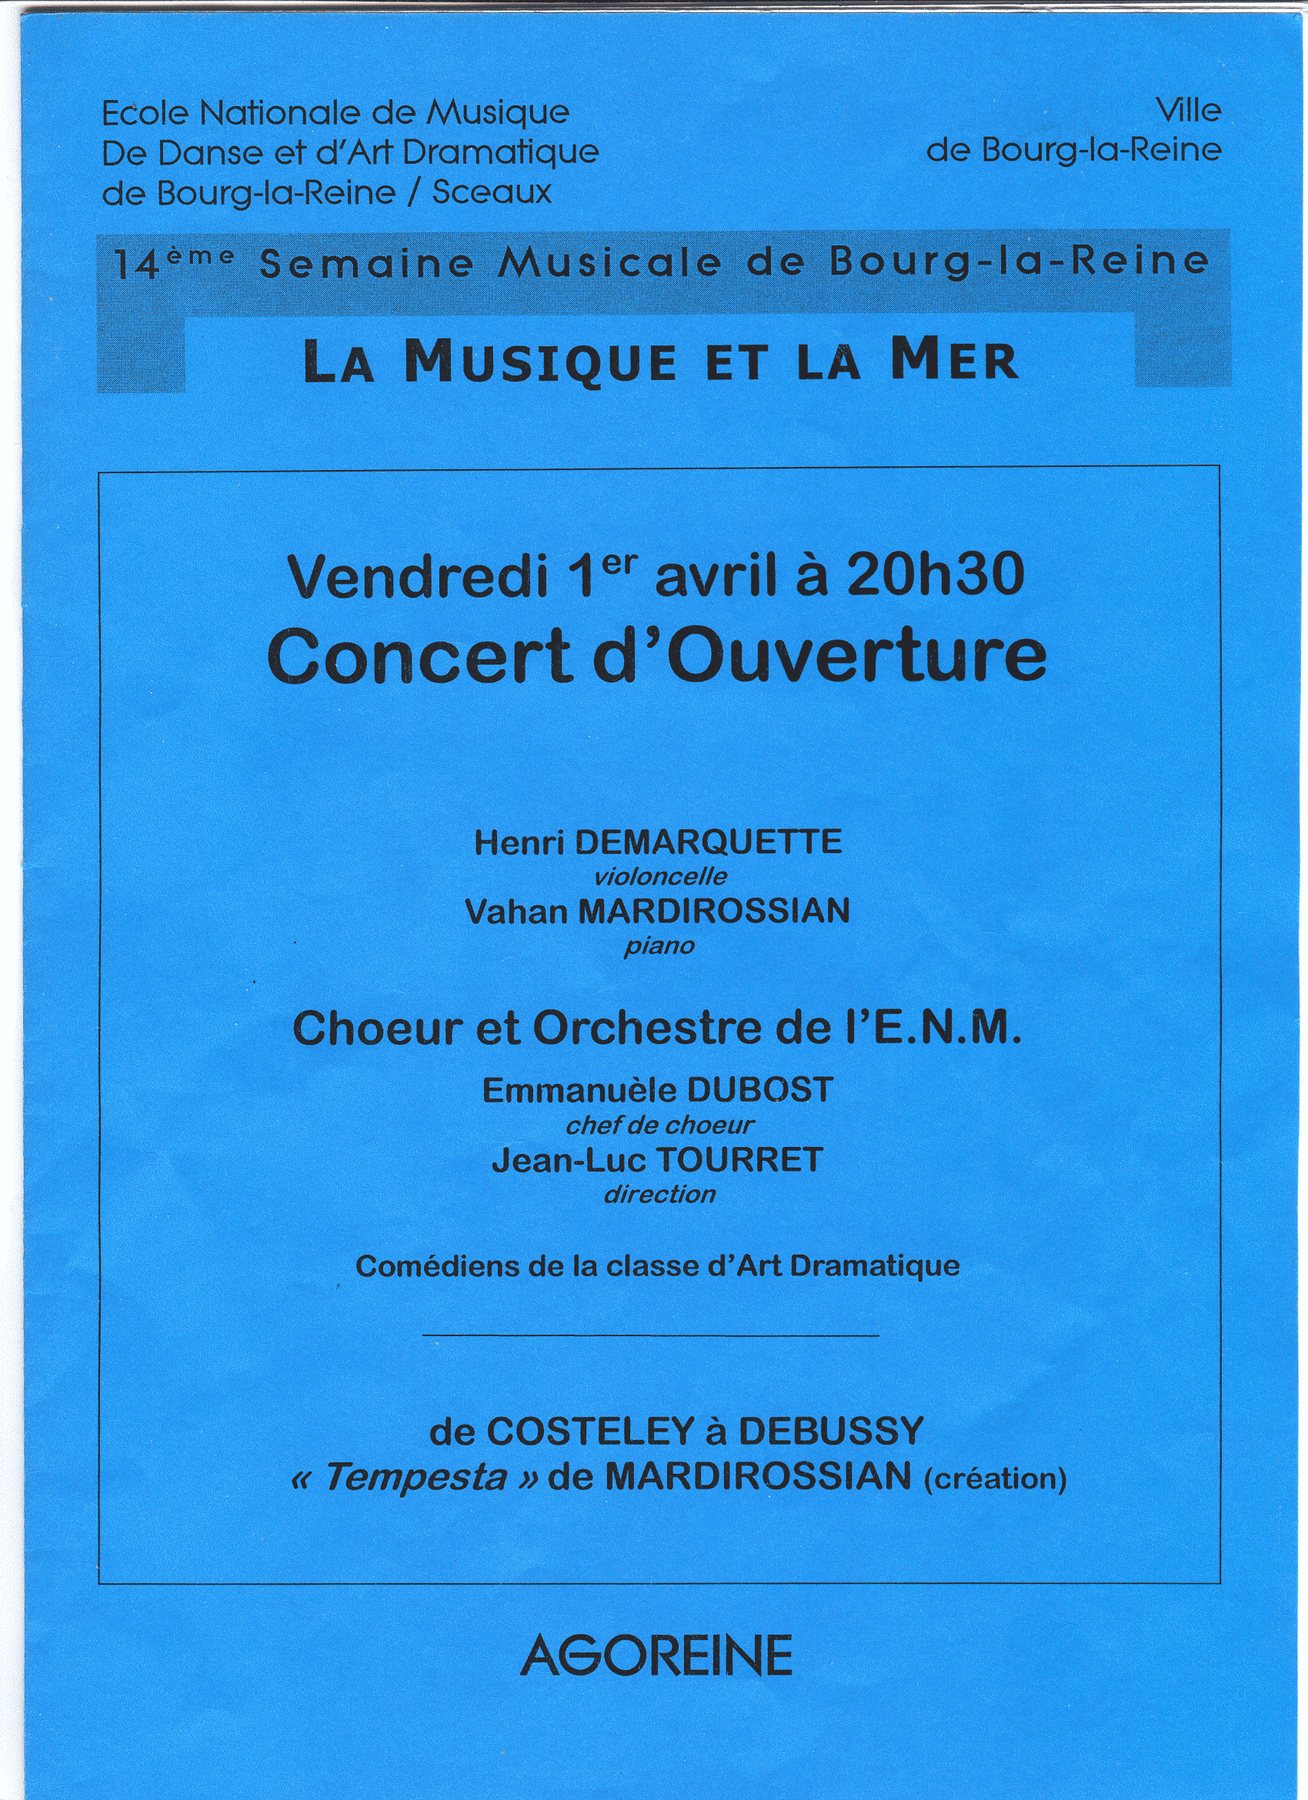 Ecole Nationale de Musique
De Danse et d'Art Dramatique
de Bourg-la-Reine / Sceaux
Ville
de Bourg-la-Reine
14ème Semaine Musicale de Bourg-la-Reine
LA MUSIQUE ET LA MER
Vendredi 1er avril à 20h30
Concert d'Ouverture
Henri DEMARQUETTE
violoncelle
Vahan MARDIROSSIAN
piano
Choeur et Orchestre de l'E.N.M.
Emmanuèle DUBOST
chef de choeur
Jean-Luc TOURRET
direction
Comédiens de la classe d'Art Dramatique
de COSTELEY à DEBUSSY
« Tempesta » de MARDIROSSIAN (création)
AGOREINE